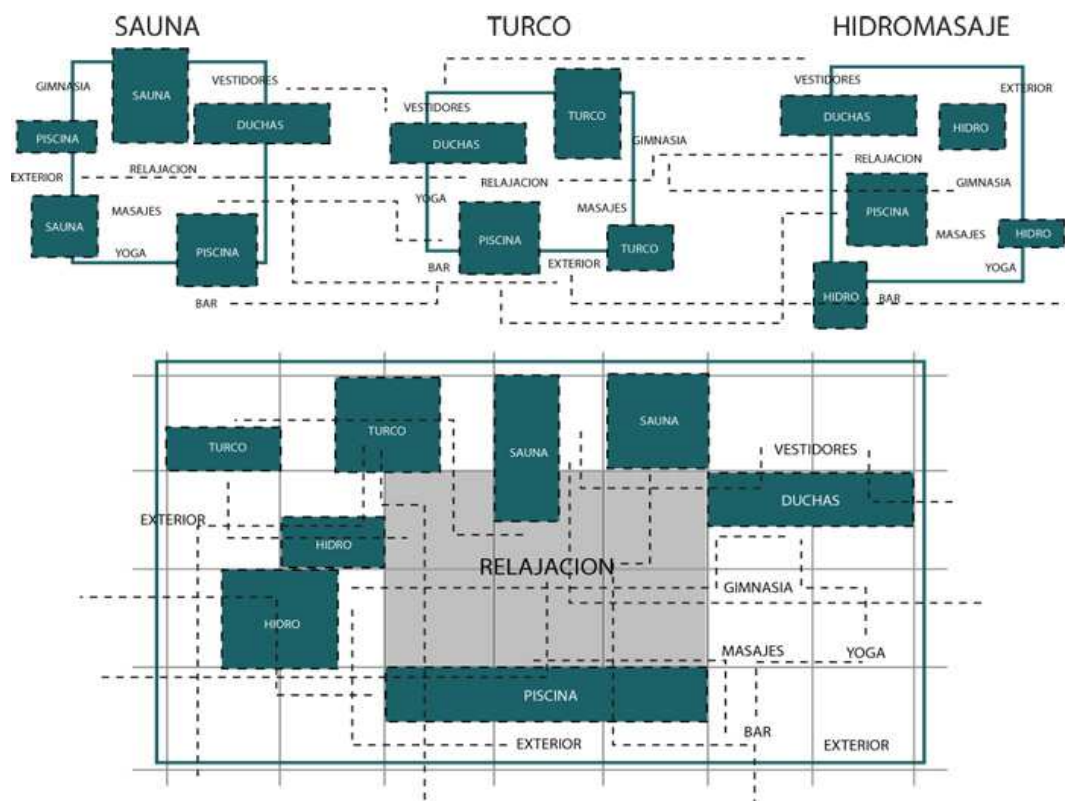 SAUNA
TURCO
HIDROMASAJE
GIMNASIA
SAUNA
VESTIDORES
PISCINA
DUCHAS
EXTERIOR
RELAJACION
SAUNA
MASAJES
PISCINA
YOGA
BAR
VESTIDORES
TURCO
DUCHAS
GIMNASIA
RELAJACION
YOGA
MASAJES
PISCINA
TURCO
BAR
EXTERIOR
VESTIDORES
EXTERIOR
DUCHAS
HIDRO
RELAJACION
GIMNASIA
PISCINA
MASAJES
HIDRO
YOGA
HIDRO
BAR
TURCO
TURCO
SAUNA
SAUNA
VESTIDORES
DUCHAS
EXTERIOR
HIDRO
RELAJACION
GIMNASIA
HIDRO
MASAJES
YOGA
PISCINA
BAR
EXTERIOR
EXTERIOR